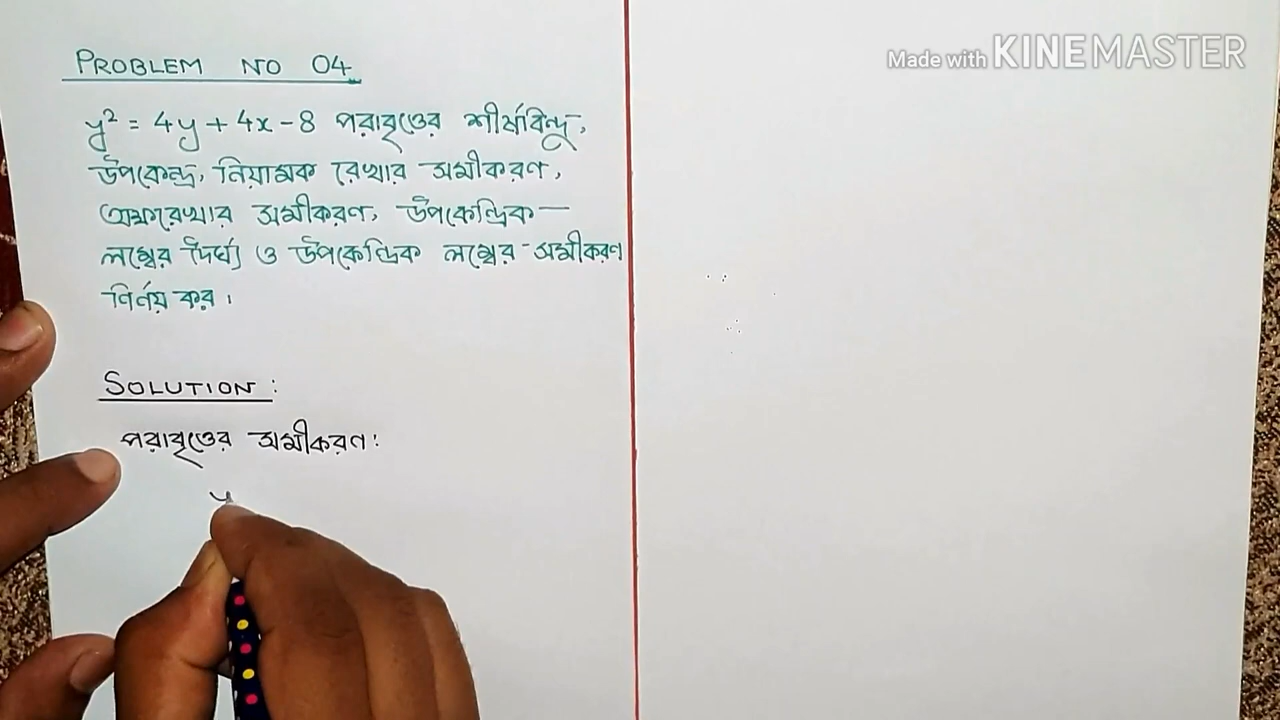 PROBLEM NO 04
y² = 4y + 4x - 8 পরাবৃত্তের শীর্ষবিন্দু,
উপকেন্দ্র, নিয়ামক রেখার সমীকরণ,
অক্ষরেখার সমীকরণ, উপকেন্দ্রিক—
লম্বের দৈর্ঘ্য ও উপকেন্দ্রিক লম্বের সমীকরণ
নির্ণয় কর।
SOLUTION:
পরাবৃত্তের সমীকরণ:
y
Made with KINEMASTER